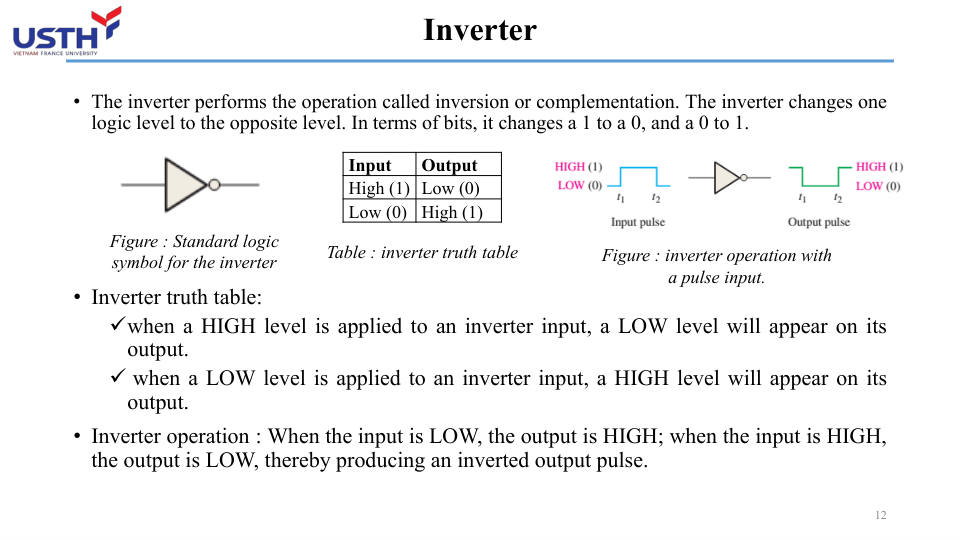 USTH
VIETNAM FRANCE UNIVERSITY
Inverter
• The inverter performs the operation called inversion or complementation. The inverter changes one
logic level to the opposite level. In terms of bits, it changes a 1 to a 0, and a 0 to 1.
Input Output
High (1) Low (0)
Low (0) High (1)
HIGH (1)
LOW (0)
t1 t2
Input pulse
HIGH (1)
LOW (0)
t1 t2
Output pulse
Figure : Standard logic
symbol for the inverter
Table : inverter truth table
Figure : inverter operation with
a pulse input.
• Inverter truth table:
✓when a HIGH level is applied to an inverter input, a LOW level will appear on its
output.
✓ when a LOW level is applied to an inverter input, a HIGH level will appear on its
output.
• Inverter operation : When the input is LOW, the output is HIGH; when the input is HIGH,
the output is LOW, thereby producing an inverted output pulse.
12